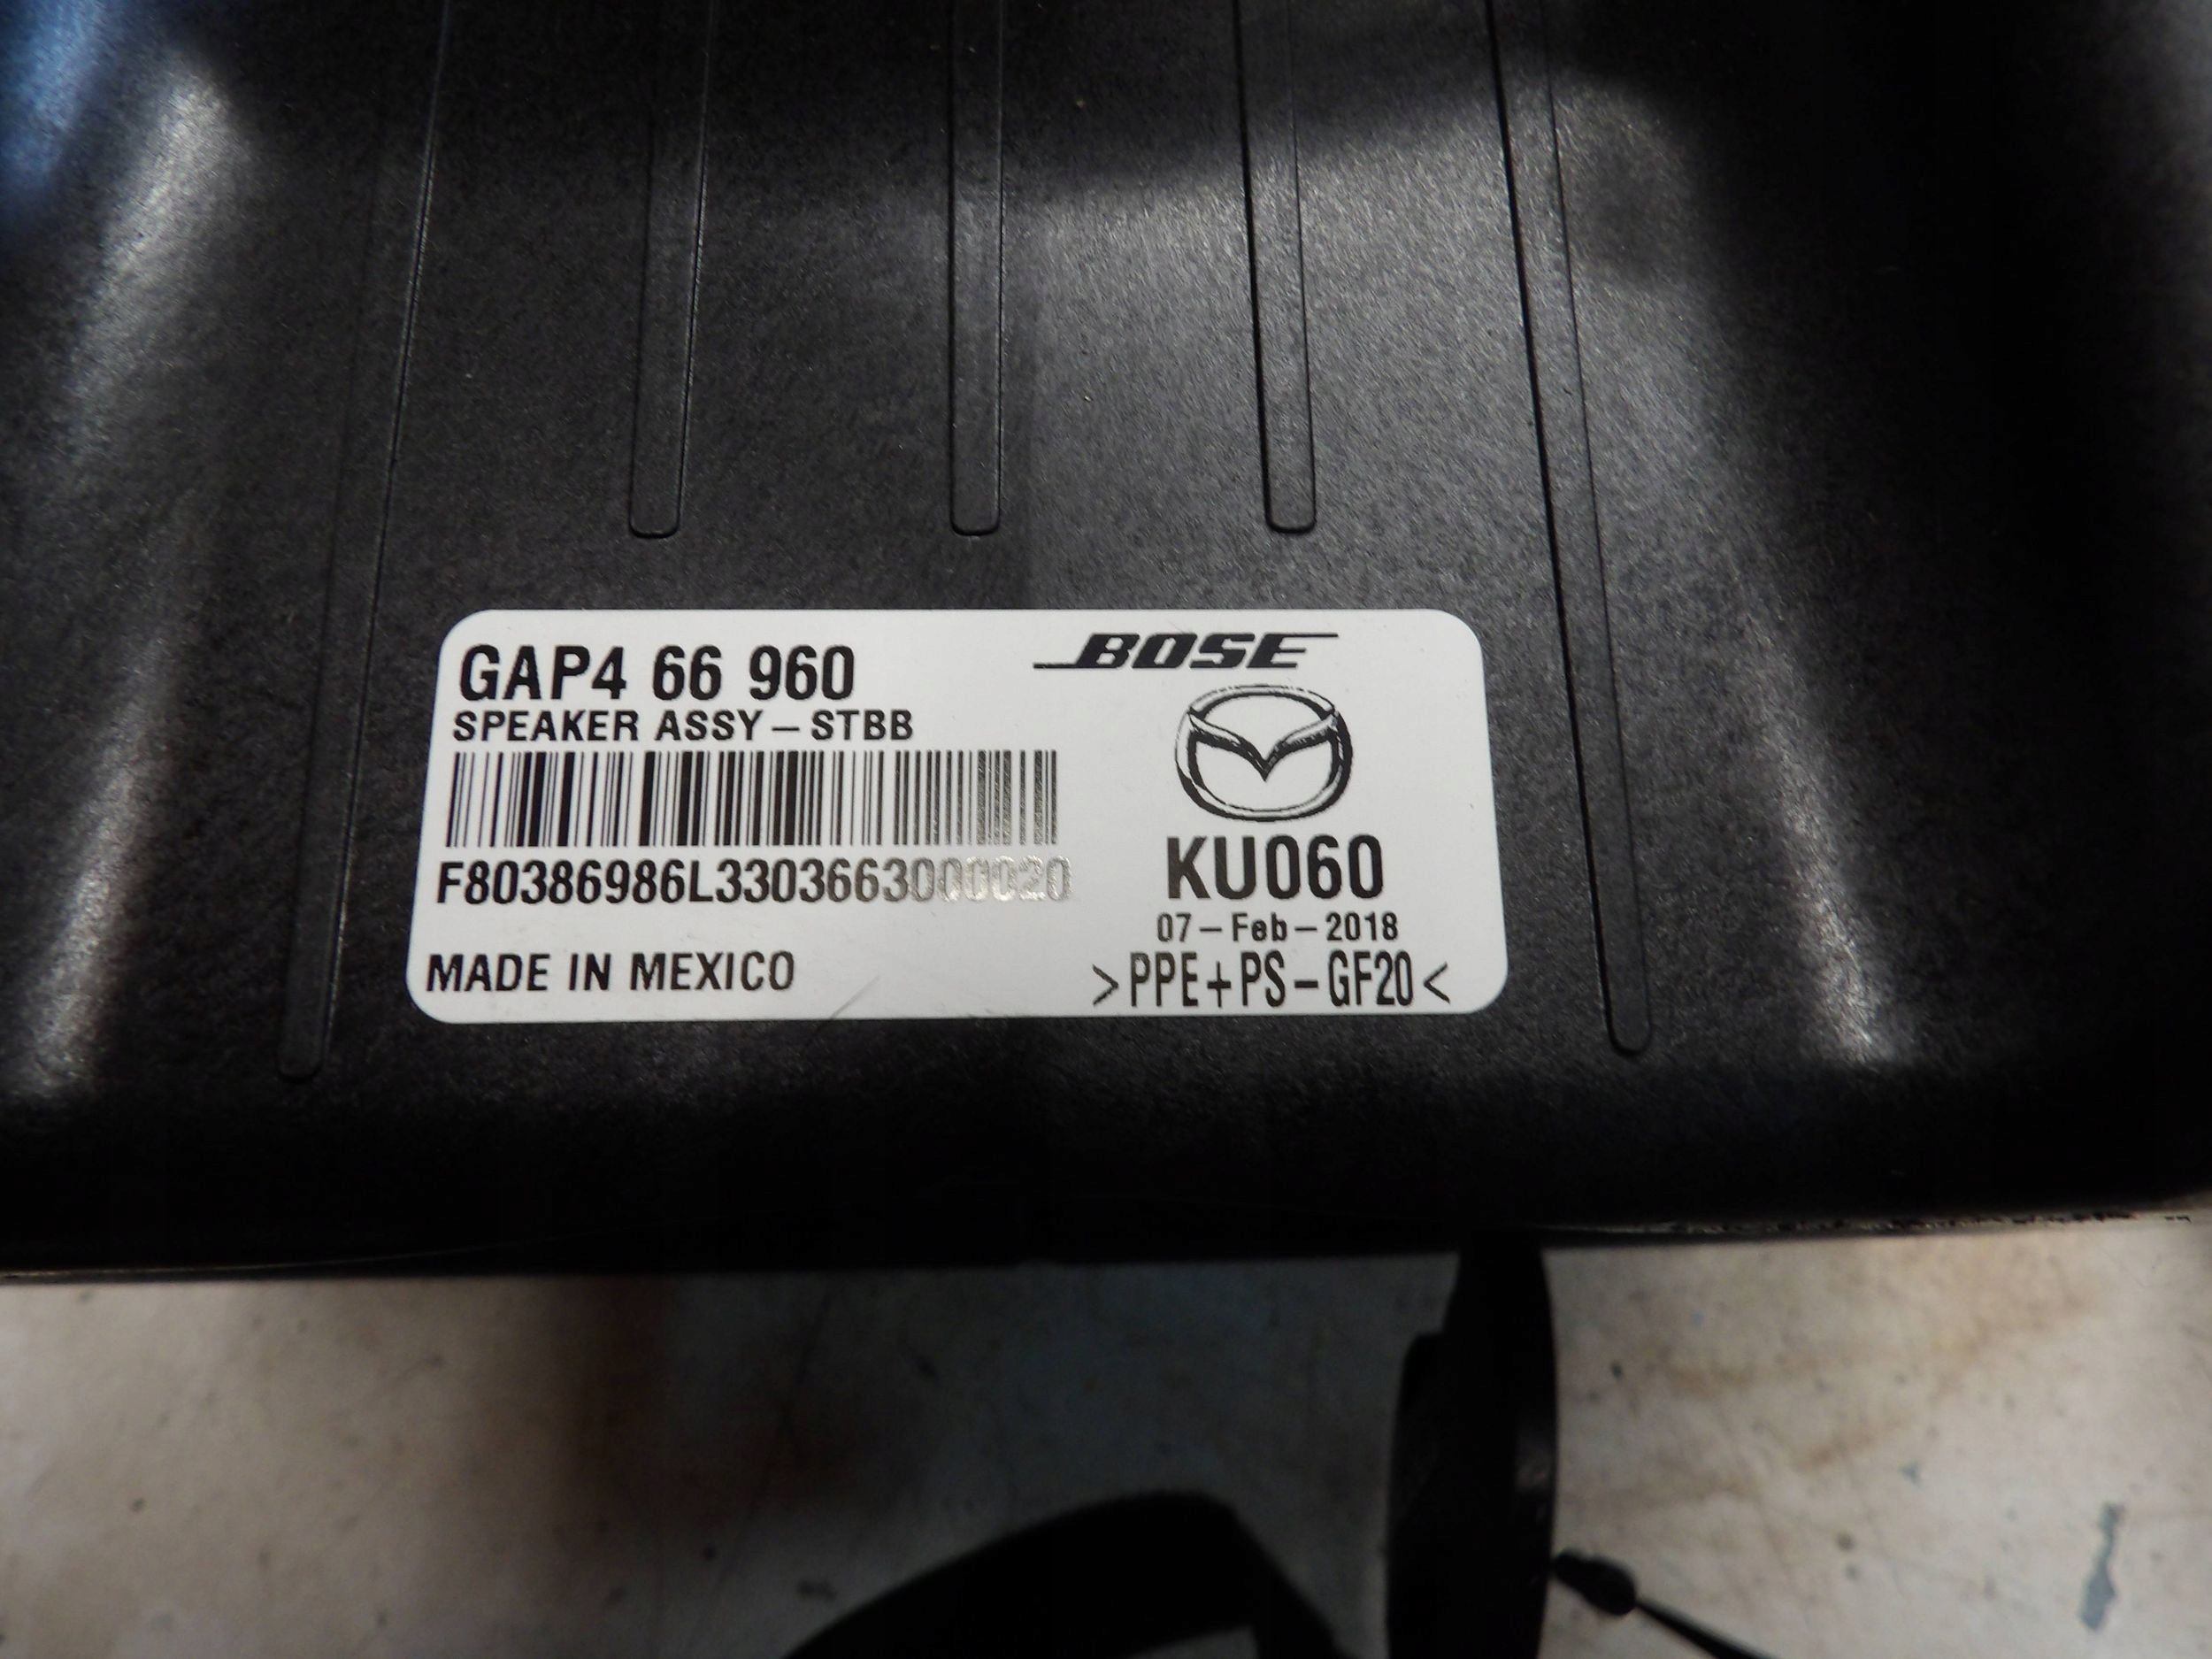 GAP4 66 960
BOSE
SPEAKER ASSY – STBB
F80386986L3303663000020
KU060
07 – Feb – 2018
MADE IN MEXICO
>PPE+PS–GF20<